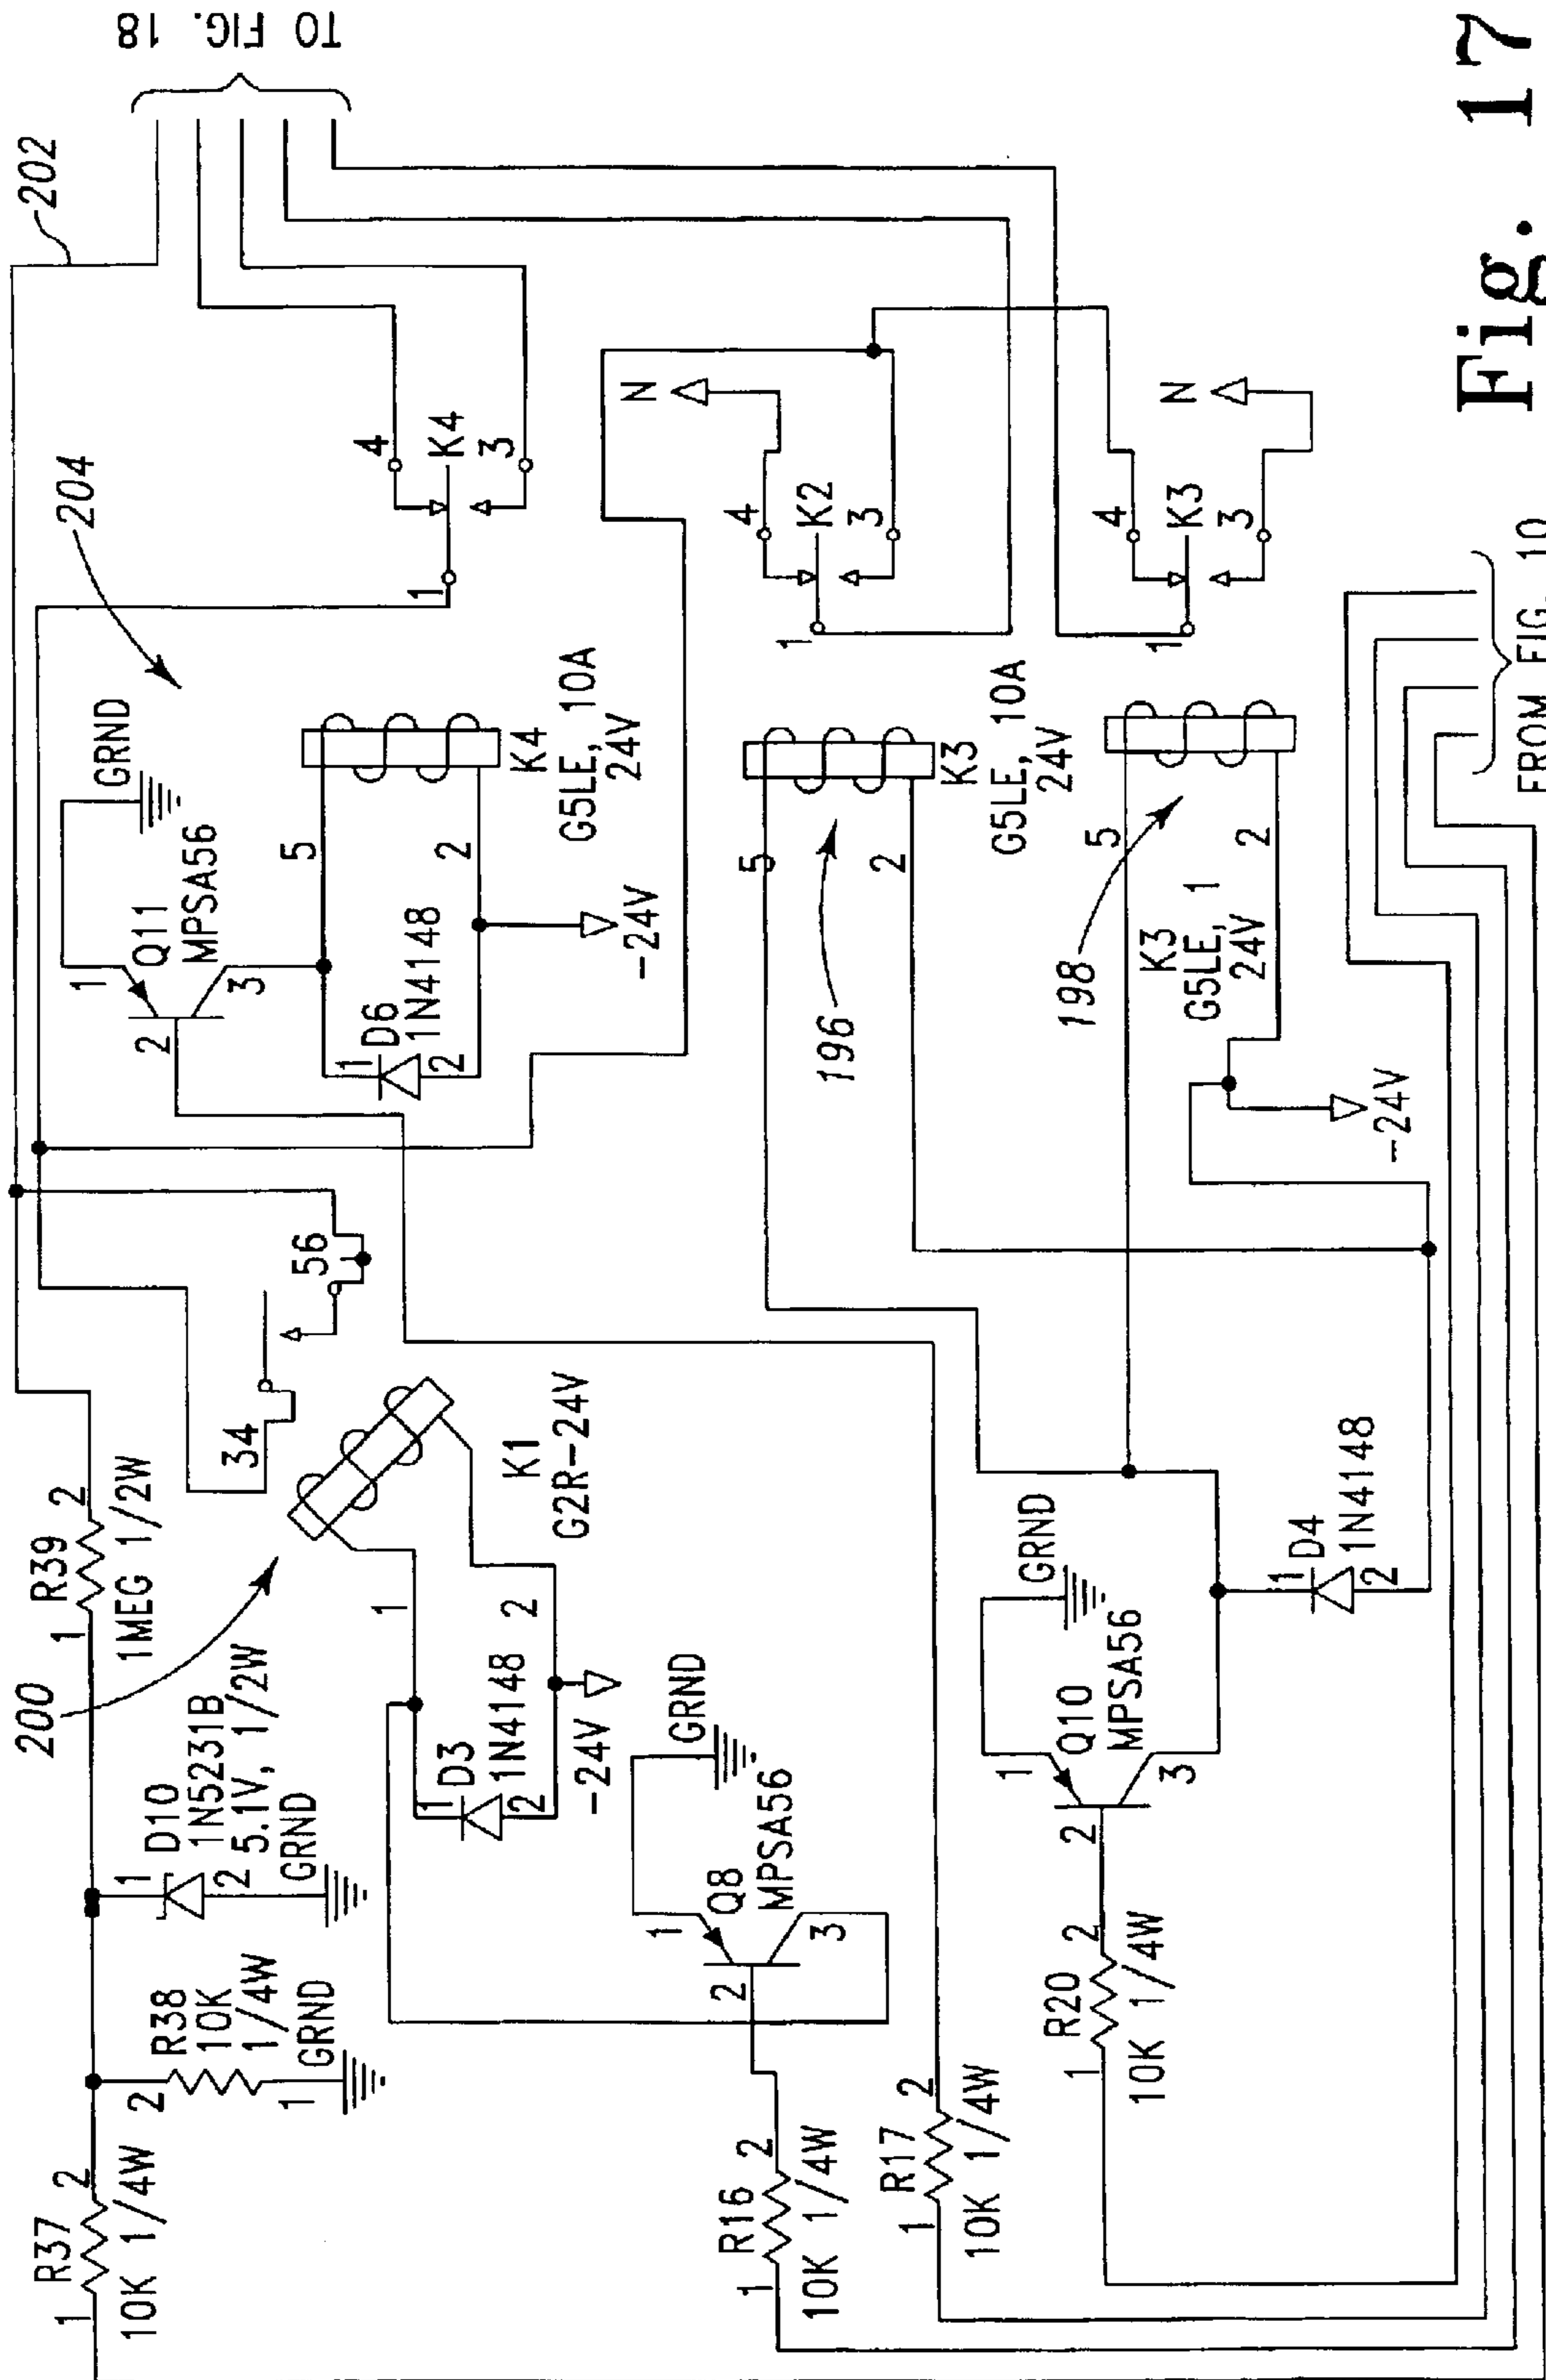 TO FIG. 18
202
204
200
R37
1
2
10K 1/4W
R38
10K
1/4W
2
1
GRND
D10
1N5231B
5.1V, 1/2W
1
2
GRND
R39
1
2
1MEG 1/2W
34
56
K1
G2R-24V
1
2
D3
1N4148
1
2
-24V
Q8
MPSA56
1
2
3
GRND
R16
1
2
10K 1/4W
R17
1
2
10K 1/4W
Q11
MPSA56
1
2
3
GRND
D6
1N4148
1
2
5
2
K4
G5LE, 10A
24V
-24V
1
4
K4
3
N
4
K2
3
1
N
4
K3
3
1
196
5
2
K3
G5LE, 10A
24V
198
5
2
K3
G5LE, 1
24V
-24V
Q10
MPSA56
1
2
3
GRND
D4
1N4148
1
2
R20
1
2
10K 1/4W
FROM FIG. 10
Fig. 17